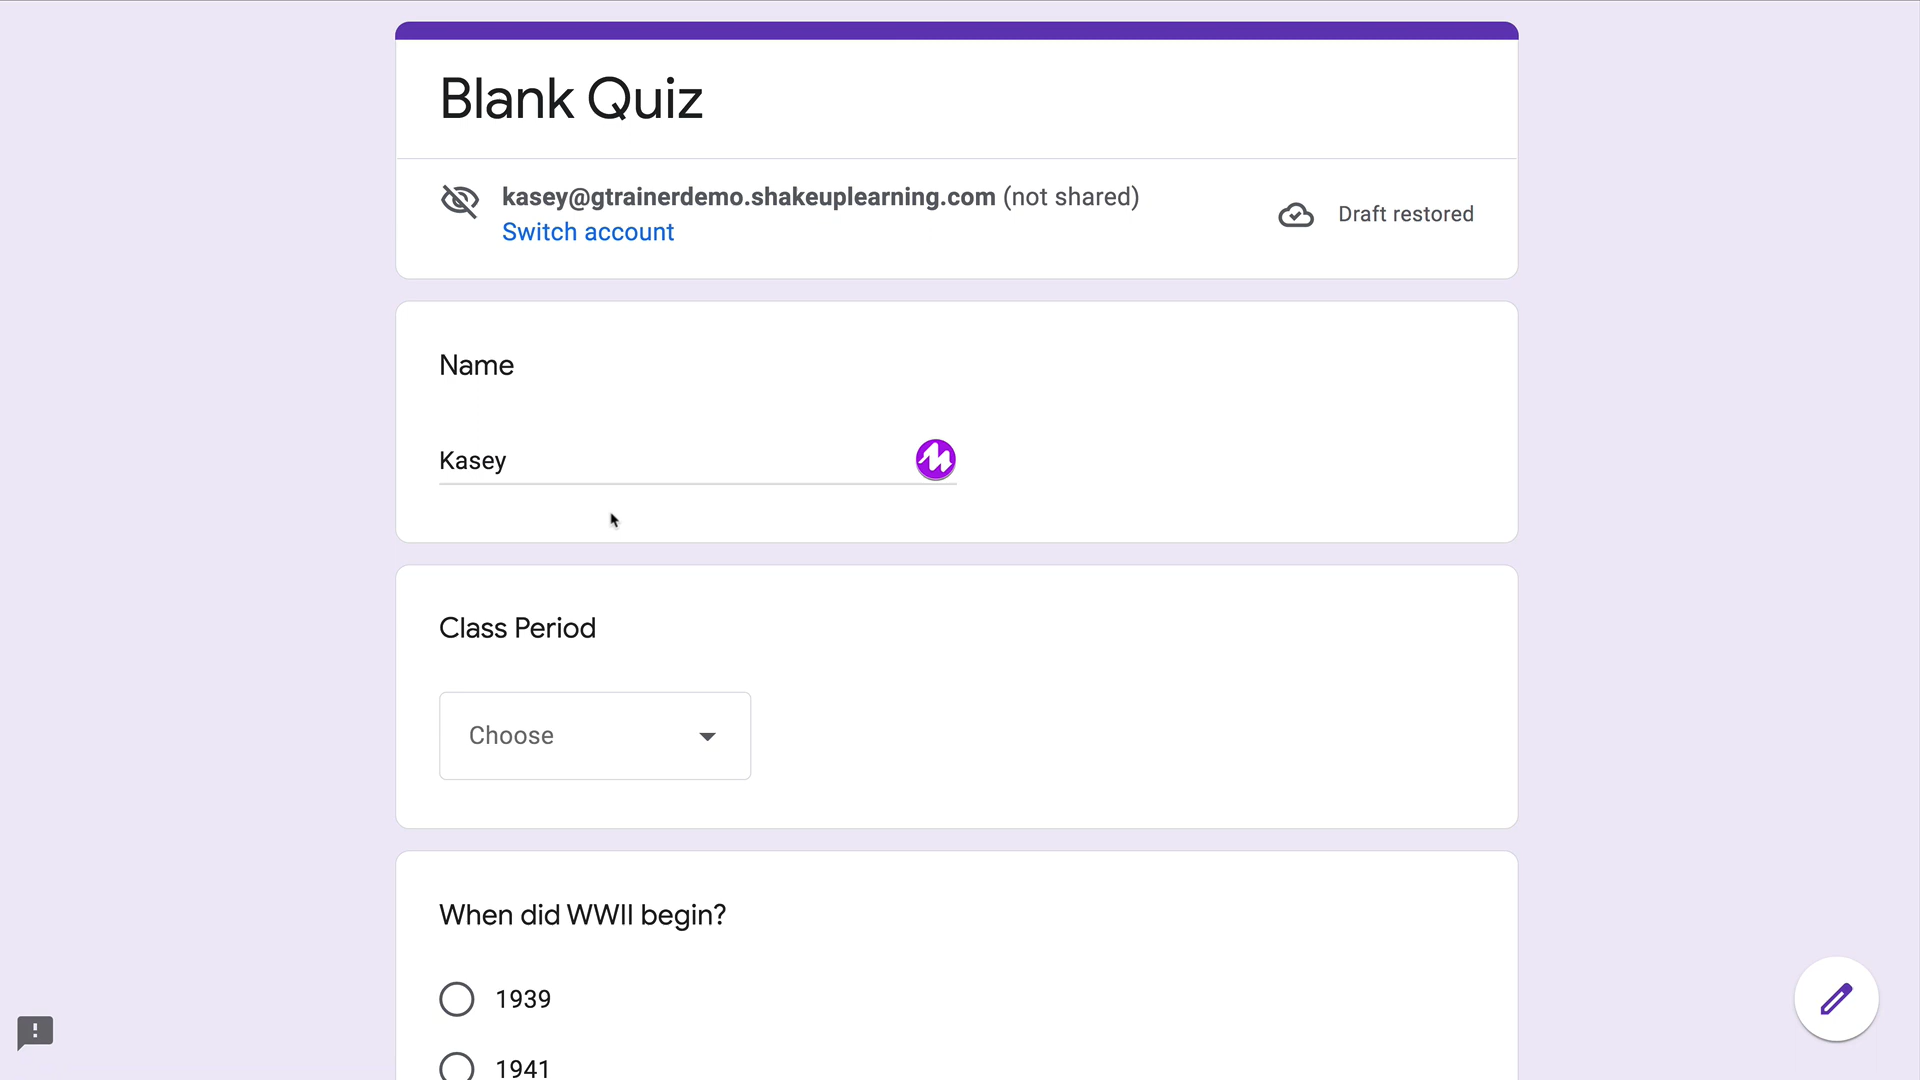 Blank Quiz
kasey@gtrainerdemo.shakeuplearning.com (not shared)
Switch account
Draft restored
Name
Kasey
Class Period
Choose
When did WWII begin?
1939
1941